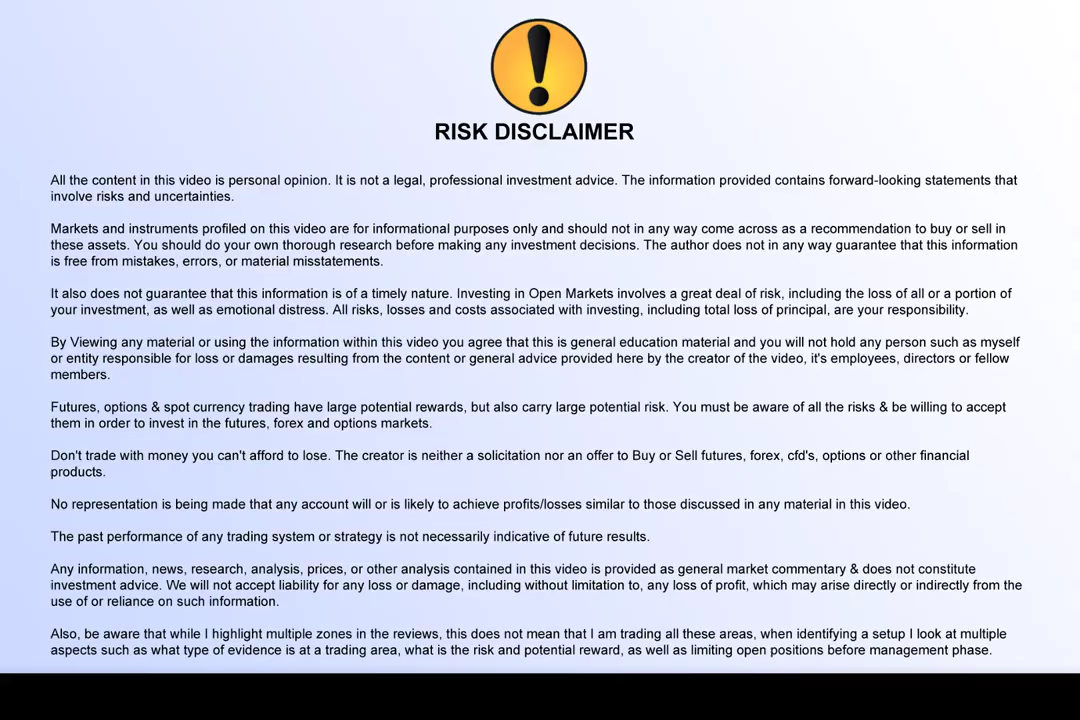 RISK DISCLAIMER
All the content in this video is personal opinion. It is not a legal, professional investment advice. The information provided contains forward-looking statements that
involve risks and uncertainties.
Markets and instruments profiled on this video are for informational purposes only and should not in any way come across as a recommendation to buy or sell in
these assets. You should do your own thorough research before making any investment decisions. The author does not in any way guarantee that this information
is free from mistakes, errors, or material misstatements.
It also does not guarantee that this information is of a timely nature. Investing in Open Markets involves a great deal of risk, including the loss of all or a portion of
your investment, as well as emotional distress. All risks, losses and costs associated with investing, including total loss of principal, are your responsibility.
By Viewing any material or using the information within this video you agree that this is general education material and you will not hold any person such as myself
or entity responsible for loss or damages resulting from the content or general advice provided here by the creator of the video, it's employees, directors or fellow
members.
Futures, options & spot currency trading have large potential rewards, but also carry large potential risk. You must be aware of all the risks & be willing to accept
them in order to invest in the futures, forex and options markets.
Don't trade with money you can't afford to lose. The creator is neither a solicitation nor an offer to Buy or Sell futures, forex, cfd's, options or other financial
products.
No representation is being made that any account will or is likely to achieve profits/losses similar to those discussed in any material in this video.
The past performance of any trading system or strategy is not necessarily indicative of future results.
Any information, news, research, analysis, prices, or other analysis contained in this video is provided as general market commentary & does not constitute
investment advice. We will not accept liability for any loss or damage, including without limitation to, any loss of profit, which may arise directly or indirectly from the
use of or reliance on such information.
Also, be aware that while I highlight multiple zones in the reviews, this does not mean that I am trading all these areas, when identifying a setup I look at multiple
aspects such as what type of evidence is at a trading area, what is the risk and potential reward, as well as limiting open positions before management phase.